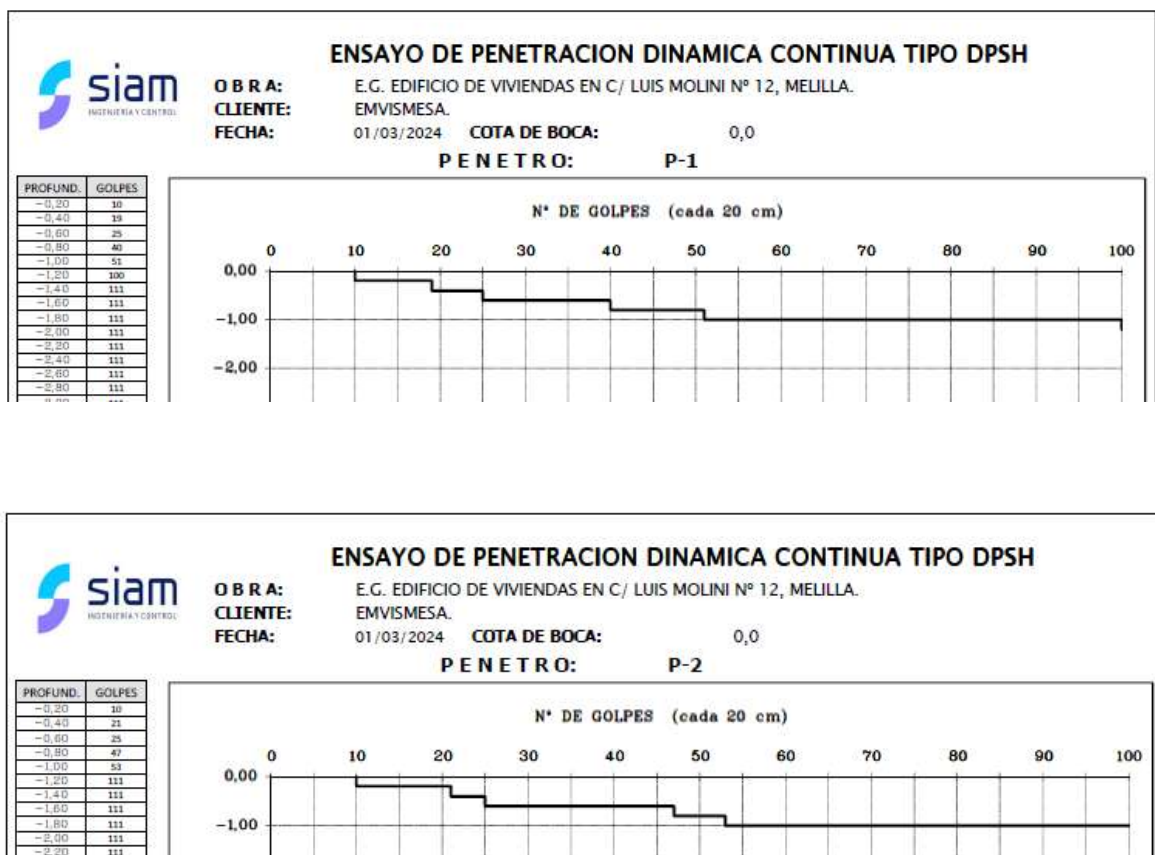 ENSAYO DE PENETRACION DINAMICA CONTINUA TIPO DPSH
siam
INGENIERÍA Y CONTROL
OBRA: E.G. EDIFICIO DE VIVIENDAS EN C/ LUIS MOLINI Nº 12, MELILLA.
CLIENTE: EMVISMESA.
FECHA: 01/03/2024 COTA DE BOCA: 0,0
PENETRO: P-1
PROFUND. GOLPES
-0,20 10
-0,40 19
-0,60 25
-0,80 40
-1,00 51
-1,20 100
-1,40 111
-1,60 111
-1,80 111
-2,00 111
-2,20 111
-2,40 111
-2,60 111
-2,80 111
Nº DE GOLPES (cada 20 cm)
0 10 20 30 40 50 60 70 80 90 100
0,00
-1,00
-2,00
ENSAYO DE PENETRACION DINAMICA CONTINUA TIPO DPSH
siam
INGENIERÍA Y CONTROL
OBRA: E.G. EDIFICIO DE VIVIENDAS EN C/ LUIS MOLINI Nº 12, MELILLA.
CLIENTE: EMVISMESA.
FECHA: 01/03/2024 COTA DE BOCA: 0,0
PENETRO: P-2
PROFUND. GOLPES
-0,20 10
-0,40 21
-0,60 25
-0,80 47
-1,00 53
-1,20 111
-1,40 111
-1,60 111
-1,80 111
-2,00 111
-2,20 111
Nº DE GOLPES (cada 20 cm)
0 10 20 30 40 50 60 70 80 90 100
0,00
-1,00